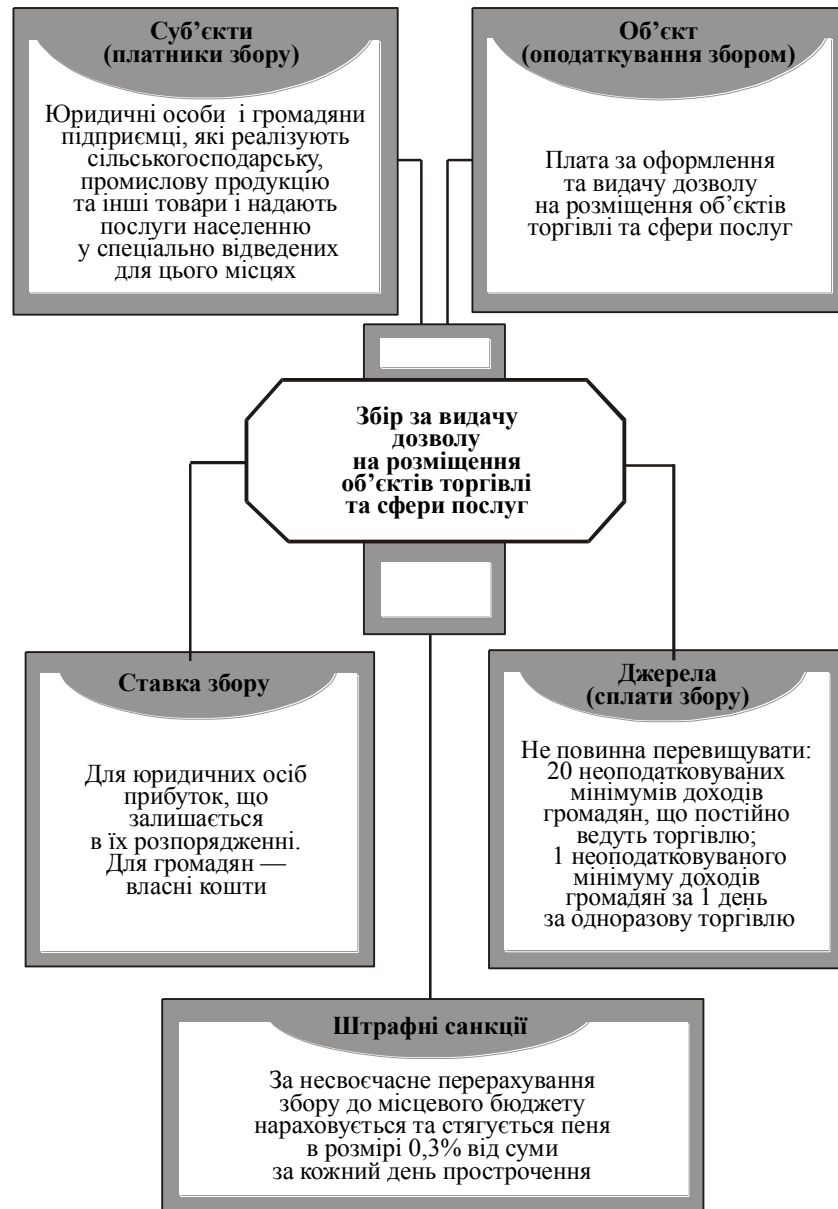 Суб’єкти
(платники збору)
Юридичні особи і громадяни
підприємці, які реалізують
сільськогосподарську,
промислову продукцію
та інші товари і надають
послуги населенню
у спеціально відведених
для цього місцях
Об’єкт
(оподаткування збором)
Плата за оформлення
та видачу дозволу
на розміщення об’єктів
торгівлі та сфери послуг
Збір за видачу
дозволу
на розміщення
об’єктів торгівлі
та сфери послуг
Ставка збору
Для юридичних осіб
прибуток, що
залишається
в їх розпорядженні.
Для громадян —
власні кошти
Джерела
(сплати збору)
Не повинна перевищувати:
20 неоподатковуваних
мінімумів доходів
громадян, що постійно
ведуть торгівлю;
1 неоподатковуваного
мінімуму доходів
громадян за 1 день
за одноразову торгівлю
Штрафні санкції
За несвоєчасне перерахування
збору до місцевого бюджету
нараховується та стягується пеня
в розмірі 0,3% від суми
за кожний день прострочення